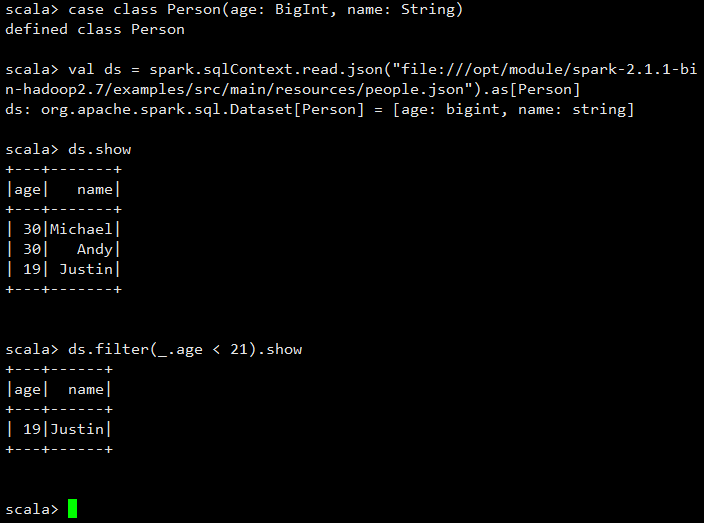 scala> case class Person(age: BigInt, name: String)
defined class Person
scala> val ds = spark.sqlContext.read.json("file:///opt/module/spark-2.1.1-bi
n-hadoop2.7/examples/src/main/resources/people.json").as[Person]
ds: org.apache.spark.sql.Dataset[Person] = [age: bigint, name: string]
scala> ds.show
+---+-------+
|age|   name|
+---+-------+
| 30|Michael|
| 30|   Andy|
| 19| Justin|
+---+-------+
scala> ds.filter(_.age < 21).show
+---+------+
|age|  name|
+---+------+
| 19|Justin|
+---+------+
scala>